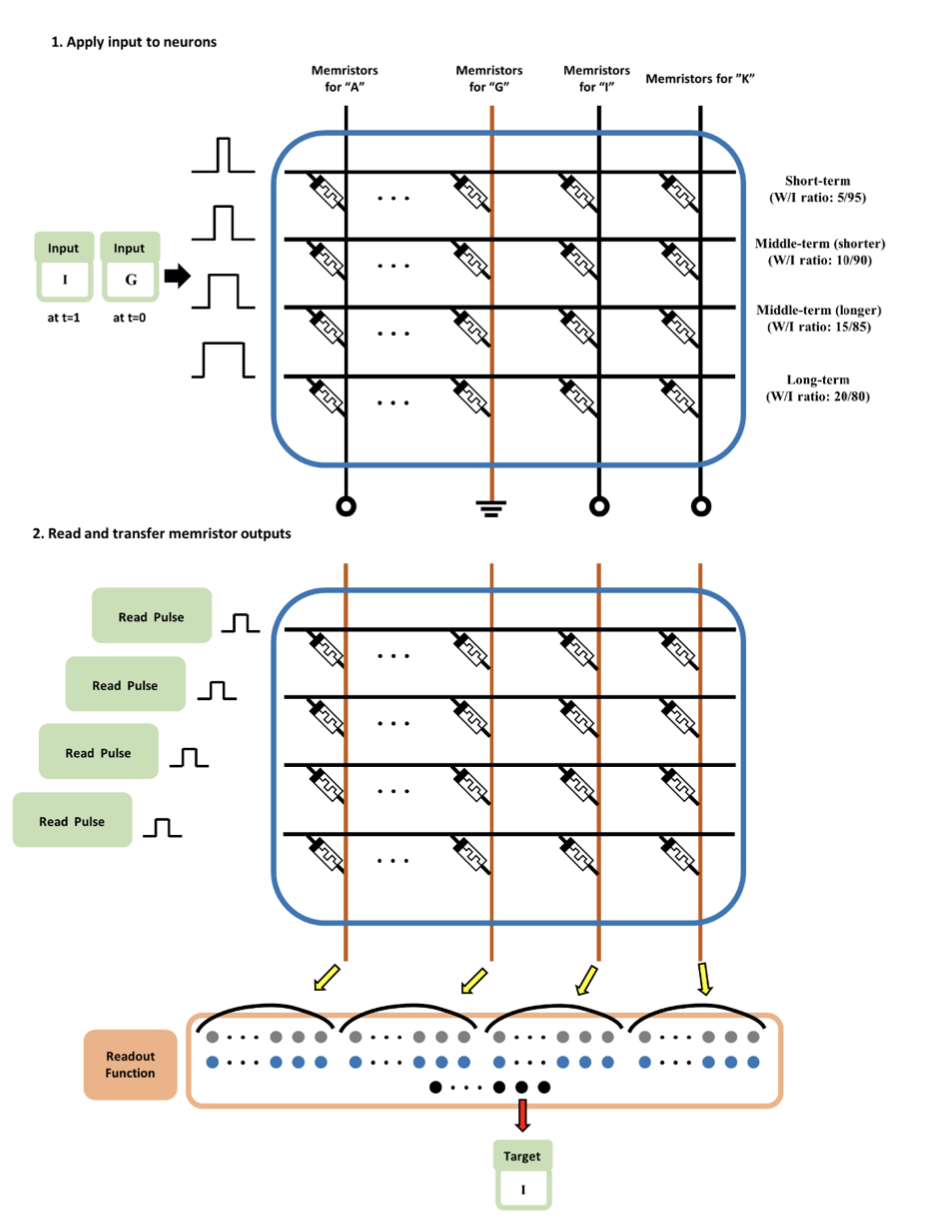 1. Apply input to neurons
Memristors
for “A”
Memristors
for “G”
Memristors
for “I”
Memristors for ”K”
Short-term
(W/I ratio: 5/95)
Middle-term (shorter)
(W/I ratio: 10/90)
Middle-term (longer)
(W/I ratio: 15/85)
Long-term
(W/I ratio: 20/80)
Input
I
at t=1
Input
G
at t=0
2. Read and transfer memristor outputs
Read Pulse
Read Pulse
Read Pulse
Read Pulse
Readout
Function
Target
I